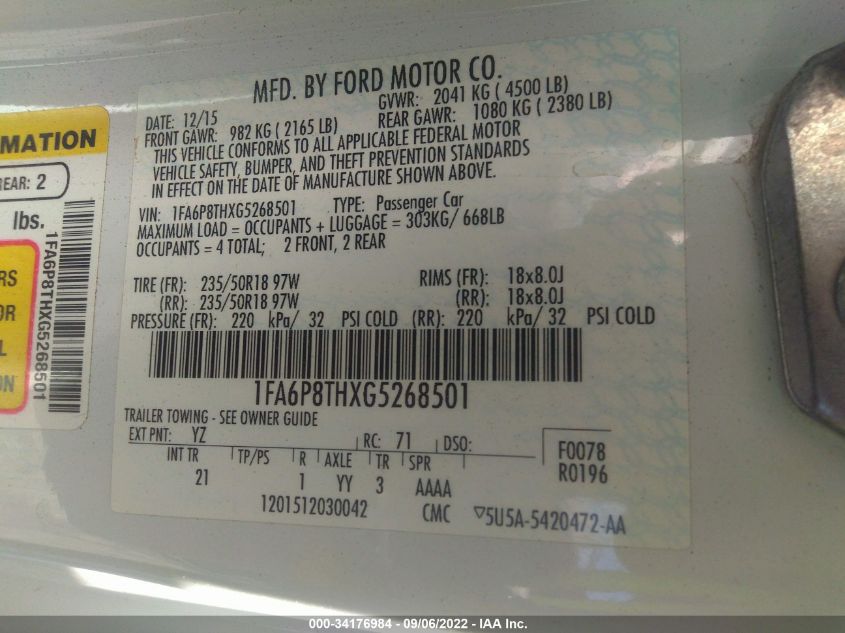 MFD. BY FORD MOTOR CO.
DATE: 12/15 GVWR: 2041 KG ( 4500 LB)
FRONT GAWR: 982 KG ( 2165 LB) REAR GAWR: 1080 KG ( 2380 LB)
THIS VEHICLE CONFORMS TO ALL APPLICABLE FEDERAL MOTOR
VEHICLE SAFETY, BUMPER, AND THEFT PREVENTION STANDARDS
IN EFFECT ON THE DATE OF MANUFACTURE SHOWN ABOVE.
VIN: 1FA6P8THXG5268501 TYPE: Passenger Car
MAXIMUM LOAD = OCCUPANTS + LUGGAGE = 303KG/ 668LB
OCCUPANTS = 4 TOTAL; 2 FRONT, 2 REAR
TIRE (FR): 235/50R18 97W RIMS (FR): 18x8.0J
(RR): 235/50R18 97W (RR): 18x8.0J
PRESSURE (FR): 220 kPa/ 32 PSI COLD (RR): 220 kPa/ 32 PSI COLD
1FA6P8THXG5268501
TRAILER TOWING - SEE OWNER GUIDE
EXT PNT: YZ RC: 71 DSO:
INT TR TP/PS R AXLE TR SPR
21 1 YY 3 AAAA
F0078
R0196
1201512030042 CMC ▽5U5A-5420472-AA
MATION
REAR: 2
lbs.
1FA6P8THXG5268501
RS
OR
L
ON
000-34176984 - 09/06/2022 - IAA Inc.